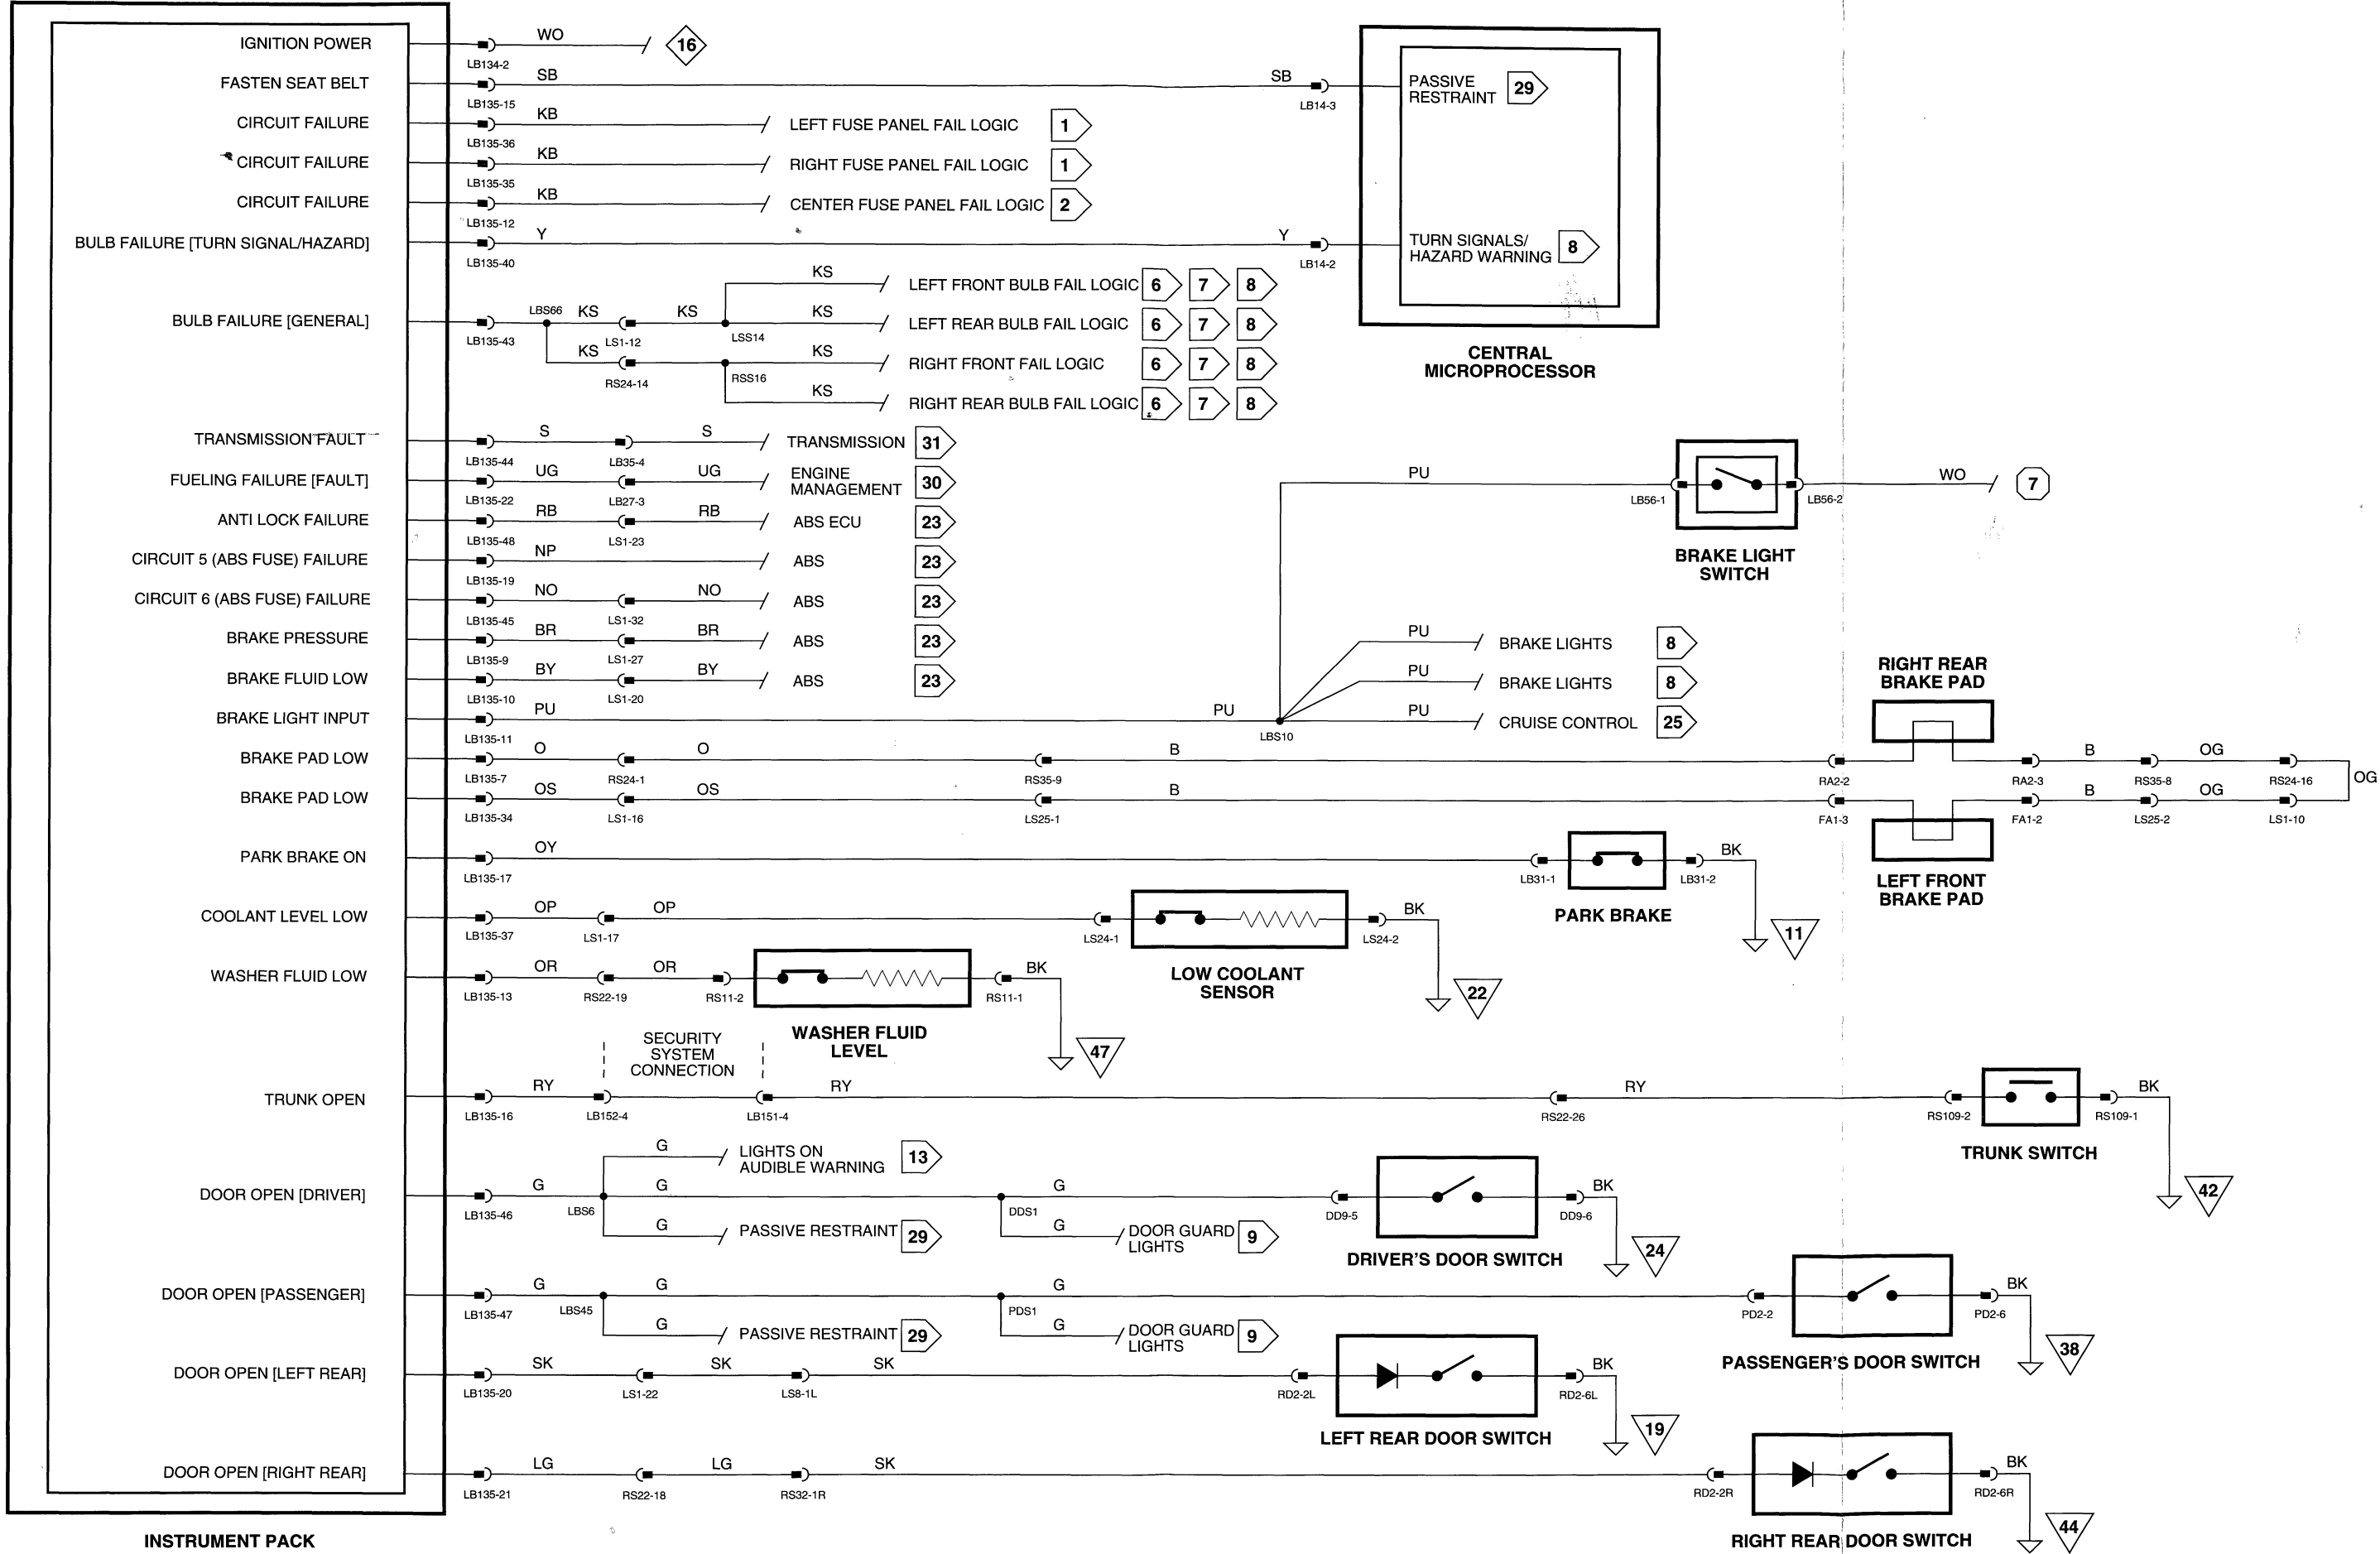 IGNITION POWER LB134-2 WO 16
FASTEN SEAT BELT LB135-15 SB SB LB14-3 PASSIVE RESTRAINT 29
CIRCUIT FAILURE LB135-36 KB LEFT FUSE PANEL FAIL LOGIC 1
CIRCUIT FAILURE LB135-35 KB RIGHT FUSE PANEL FAIL LOGIC 1
CIRCUIT FAILURE LB135-12 KB CENTER FUSE PANEL FAIL LOGIC 2
BULB FAILURE [TURN SIGNAL/HAZARD] LB135-40 Y Y LB14-2 TURN SIGNALS/ HAZARD WARNING 8
CENTRAL
MICROPROCESSOR
KS LEFT FRONT BULB FAIL LOGIC 6 7 8
BULB FAILURE [GENERAL] LB135-43 LBS66 KS LS1-12 KS LSS14 KS LEFT REAR BULB FAIL LOGIC 6 7 8
KS RS24-14 RSS16 KS RIGHT FRONT FAIL LOGIC 6 7 8
KS RIGHT REAR BULB FAIL LOGIC 6 7 8
TRANSMISSION FAULT LB135-44 S LB35-4 S TRANSMISSION 31
FUELING FAILURE [FAULT] LB135-22 UG LB27-3 UG ENGINE MANAGEMENT 30
PU LB56-1 LB56-2 WO 7
BRAKE LIGHT
SWITCH
ANTI LOCK FAILURE LB135-48 RB LS1-23 RB ABS ECU 23
CIRCUIT 5 (ABS FUSE) FAILURE LB135-19 NP ABS 23
CIRCUIT 6 (ABS FUSE) FAILURE LB135-45 NO LS1-32 NO ABS 23
BRAKE PRESSURE LB135-9 BR LS1-27 BR ABS 23
PU BRAKE LIGHTS 8
BRAKE FLUID LOW LB135-10 BY LS1-20 BY ABS 23
PU BRAKE LIGHTS 8
BRAKE LIGHT INPUT LB135-11 PU PU LBS10 PU CRUISE CONTROL 25
RIGHT REAR
BRAKE PAD
BRAKE PAD LOW LB135-7 O RS24-1 O RS35-9 B RA2-2 RA2-3 B RS35-8 OG RS24-16 OG
BRAKE PAD LOW LB135-34 OS LS1-16 OS LS25-1 B FA1-3 FA1-2 B LS25-2 OG LS1-10
LEFT FRONT
BRAKE PAD
PARK BRAKE ON LB135-17 OY LB31-1 LB31-2 BK 11
PARK BRAKE
COOLANT LEVEL LOW LB135-37 OP LS1-17 OP LS24-1 LS24-2 BK 22
LOW COOLANT
SENSOR
WASHER FLUID LOW LB135-13 OR RS22-19 OR RS11-2 RS11-1 BK 47
WASHER FLUID
LEVEL
SECURITY
SYSTEM
CONNECTION
TRUNK OPEN LB135-16 RY LB152-4 LB151-4 RY RS22-26 RY RS109-2 RS109-1 BK 42
TRUNK SWITCH
G LIGHTS ON AUDIBLE WARNING 13
DOOR OPEN [DRIVER] LB135-46 G LBS6 G DDS1 G DD9-5 DD9-6 BK 24
G PASSIVE RESTRAINT 29 G DOOR GUARD LIGHTS 9
DRIVER'S DOOR SWITCH
DOOR OPEN [PASSENGER] LB135-47 G LBS45 G PDS1 G PD2-2 PD2-6 BK 38
G PASSIVE RESTRAINT 29 G DOOR GUARD LIGHTS 9
PASSENGER'S DOOR SWITCH
DOOR OPEN [LEFT REAR] LB135-20 SK LS1-22 SK LS8-1L SK RD2-2L RD2-6L BK 19
LEFT REAR DOOR SWITCH
DOOR OPEN [RIGHT REAR] LB135-21 LG RS22-18 LG RS32-1R SK RD2-2R RD2-6R BK 44
RIGHT REAR DOOR SWITCH
INSTRUMENT PACK